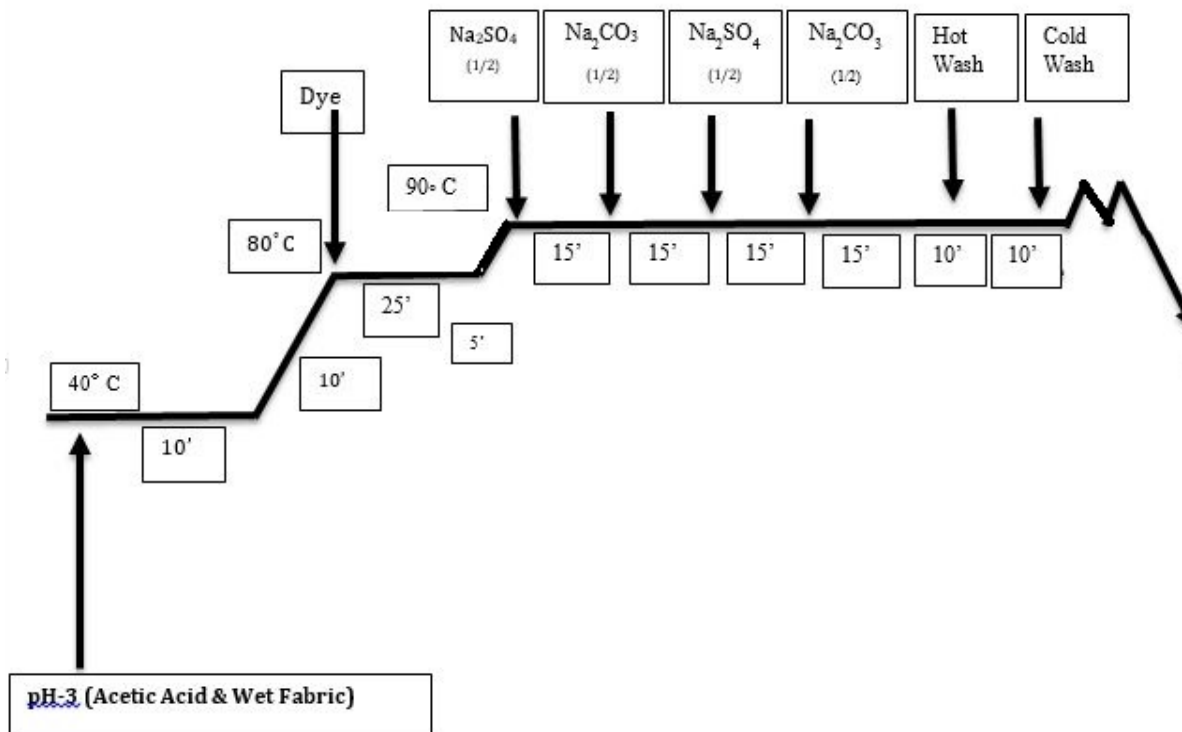 Na₂SO₄
(1/2)
Na₂CO₃
(1/2)
Na₂SO₄
(1/2)
Na₂CO₃
(1/2)
Hot
Wash
Cold
Wash
Dye
90∘ C
80°C
15’
15’
15’
15’
10’
10’
25’
5’
40° C
10’
10’
pH-3 (Acetic Acid & Wet Fabric)